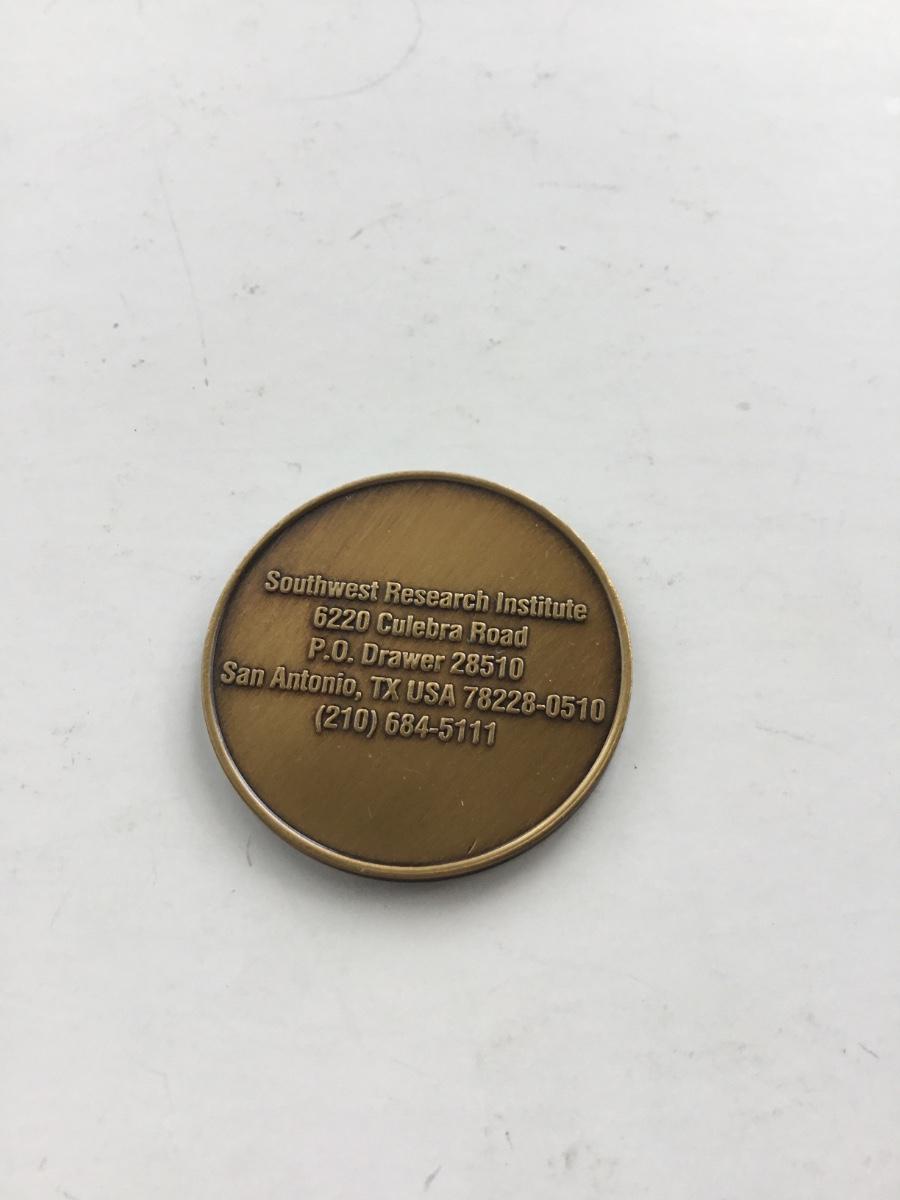 Southwest Research Institute
6220 Culebra Road
P.O. Drawer 28510
San Antonio, TX USA 78228-0510
(210) 684-5111